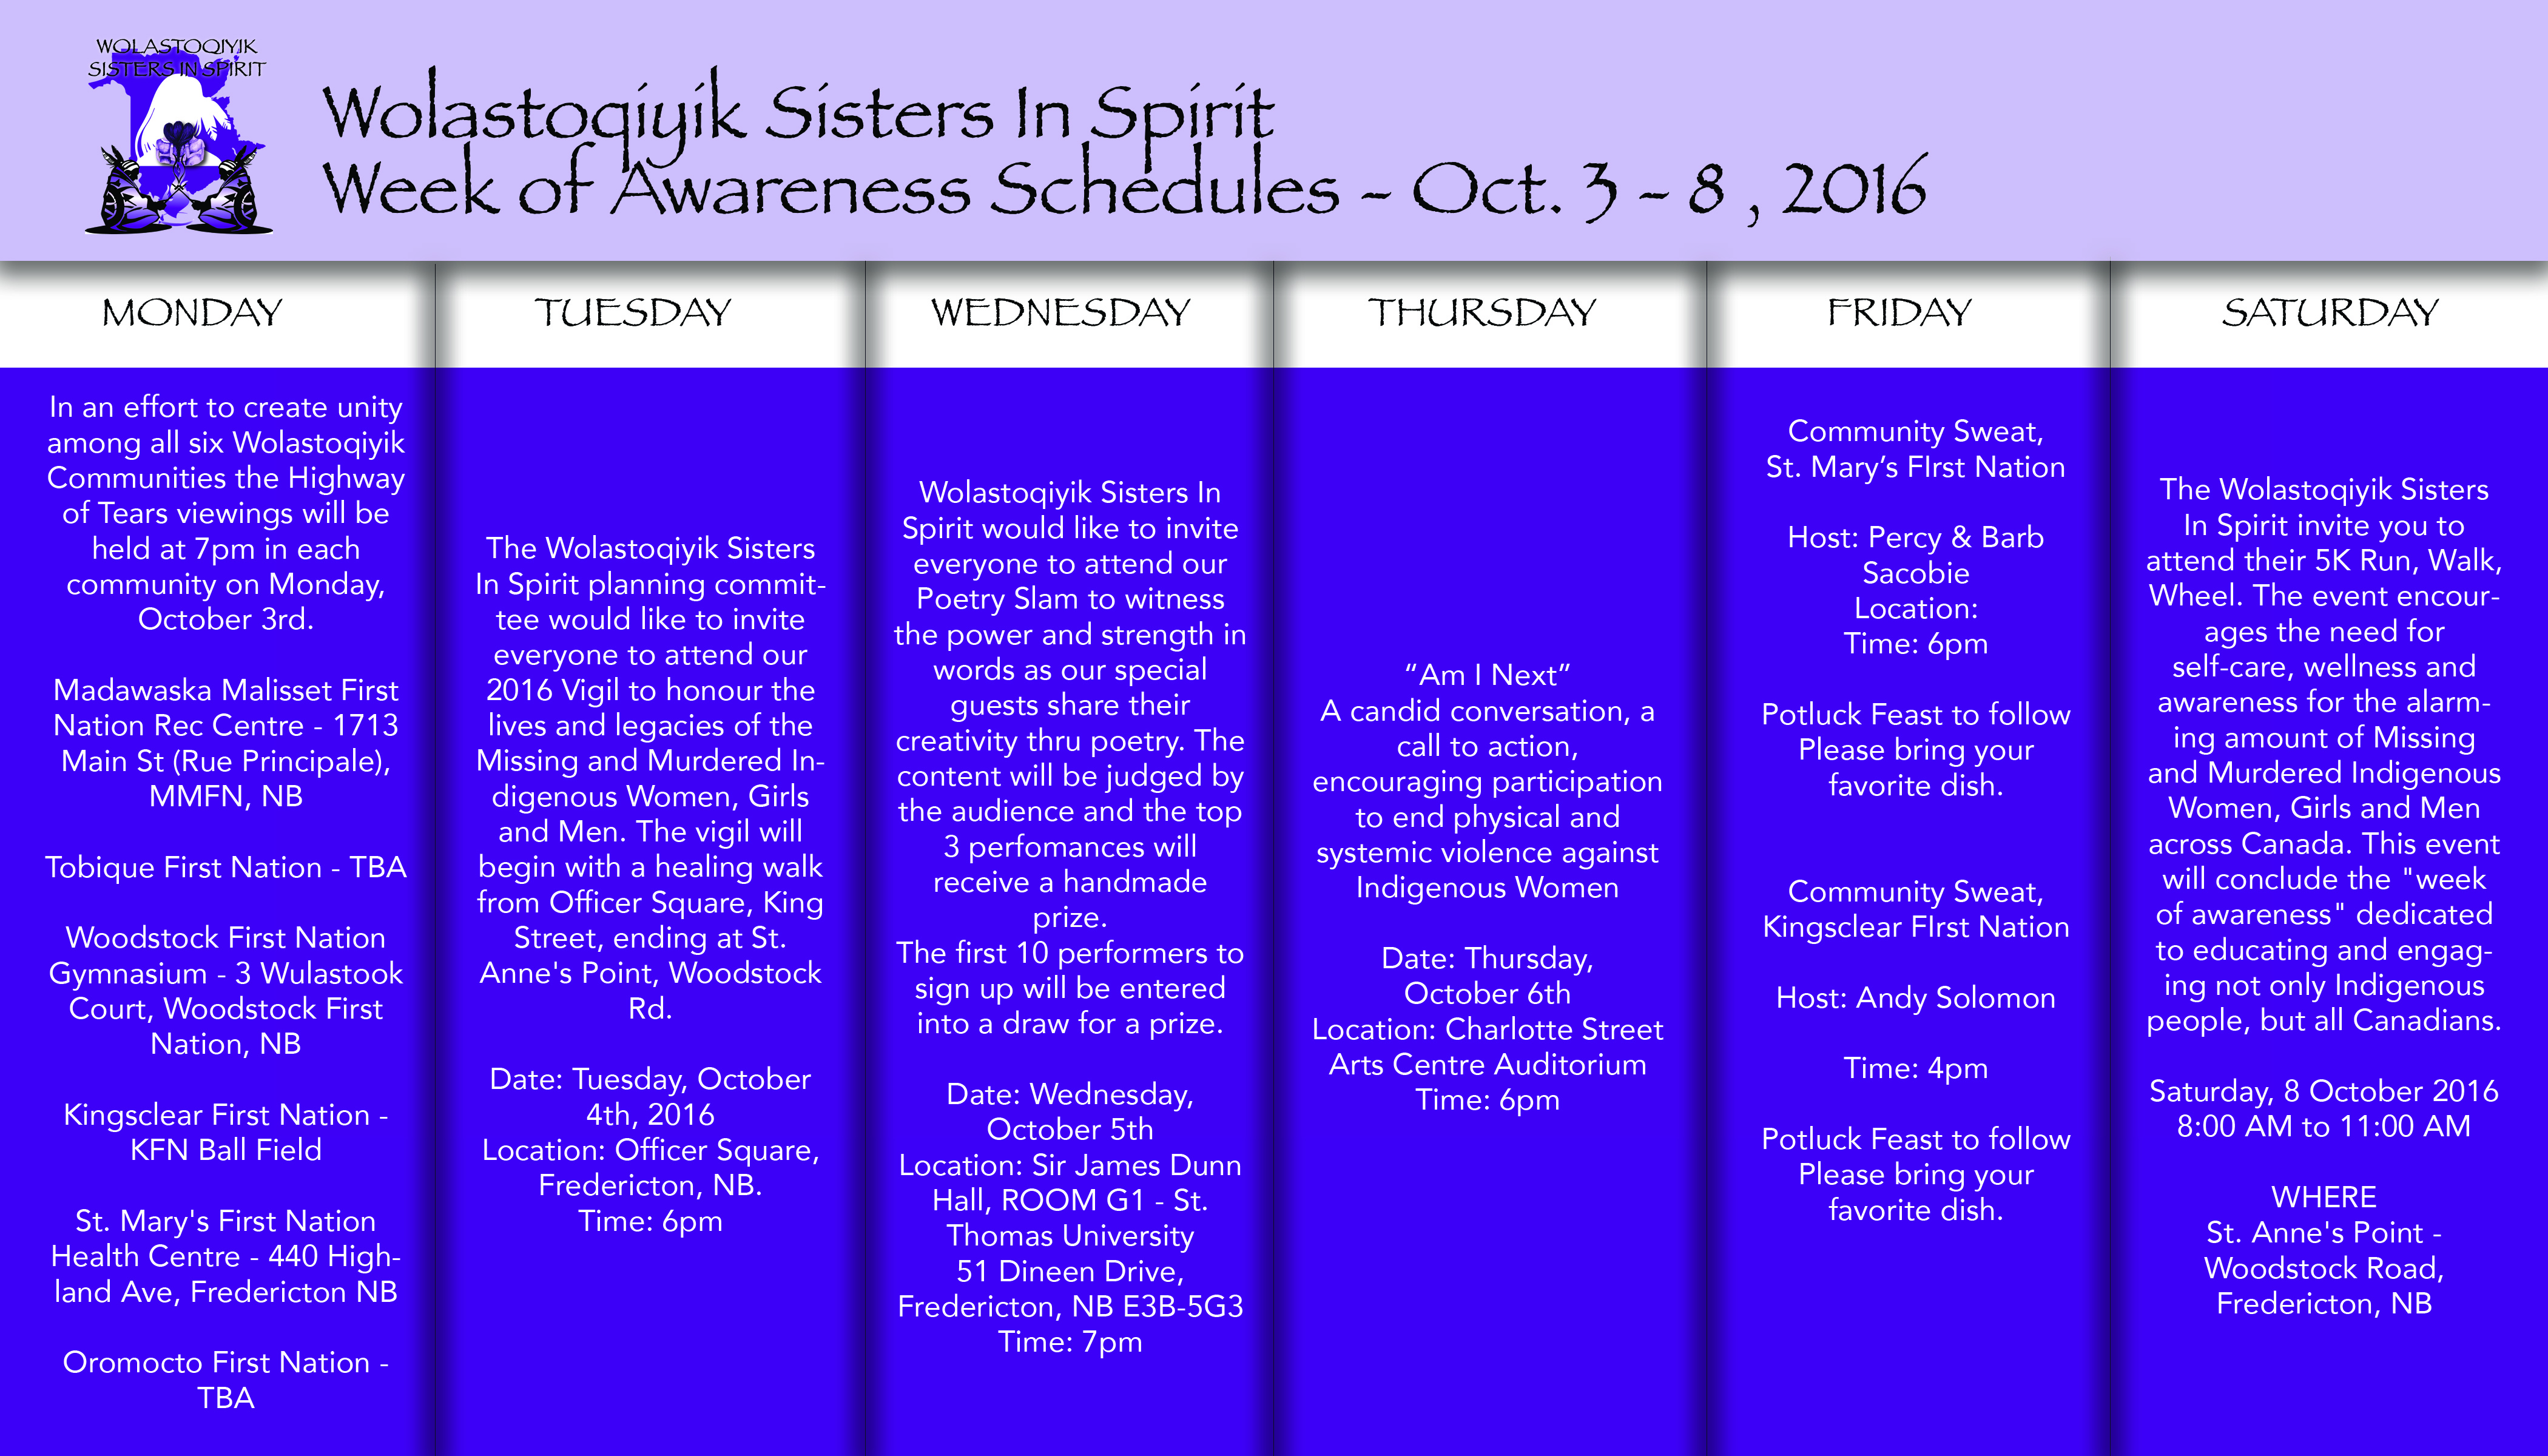 WOLASTOQIYIK
SISTERS IN SPIRIT
Wolastoqiyik Sisters In Spirit
Week of Awareness Schedules - Oct. 3 - 8 , 2016
MONDAY
In an effort to create unity
among all six Wolastoqiyik
Communities the Highway
of Tears viewings will be
held at 7pm in each
community on Monday,
October 3rd.
Madawaska Malisset First
Nation Rec Centre - 1713
Main St (Rue Principale),
MMFN, NB
Tobique First Nation - TBA
Woodstock First Nation
Gymnasium - 3 Wulastook
Court, Woodstock First
Nation, NB
Kingsclear First Nation -
KFN Ball Field
St. Mary's First Nation
Health Centre - 440 High-
land Ave, Fredericton NB
Oromocto First Nation -
TBA
TUESDAY
The Wolastoqiyik Sisters
In Spirit planning commit-
tee would like to invite
everyone to attend our
2016 Vigil to honour the
lives and legacies of the
Missing and Murdered In-
digenous Women, Girls
and Men. The vigil will
begin with a healing walk
from Officer Square, King
Street, ending at St.
Anne's Point, Woodstock
Rd.
Date: Tuesday, October
4th, 2016
Location: Officer Square,
Fredericton, NB.
Time: 6pm
WEDNESDAY
Wolastoqiyik Sisters In
Spirit would like to invite
everyone to attend our
Poetry Slam to witness
the power and strength in
words as our special
guests share their
creativity thru poetry. The
content will be judged by
the audience and the top
3 perfomances will
receive a handmade
prize.
The first 10 performers to
sign up will be entered
into a draw for a prize.
Date: Wednesday,
October 5th
Location: Sir James Dunn
Hall, ROOM G1 - St.
Thomas University
51 Dineen Drive,
Fredericton, NB E3B-5G3
Time: 7pm
THURSDAY
“Am I Next”
A candid conversation, a
call to action,
encouraging participation
to end physical and
systemic violence against
Indigenous Women
Date: Thursday,
October 6th
Location: Charlotte Street
Arts Centre Auditorium
Time: 6pm
FRIDAY
Community Sweat,
St. Mary’s FIrst Nation
Host: Percy & Barb
Sacobie
Location:
Time: 6pm
Potluck Feast to follow
Please bring your
favorite dish.
Community Sweat,
Kingsclear FIrst Nation
Host: Andy Solomon
Time: 4pm
Potluck Feast to follow
Please bring your
favorite dish.
SATURDAY
The Wolastoqiyik Sisters
In Spirit invite you to
attend their 5K Run, Walk,
Wheel. The event encour-
ages the need for
self-care, wellness and
awareness for the alarm-
ing amount of Missing
and Murdered Indigenous
Women, Girls and Men
across Canada. This event
will conclude the "week
of awareness" dedicated
to educating and engag-
ing not only Indigenous
people, but all Canadians.
Saturday, 8 October 2016
8:00 AM to 11:00 AM
WHERE
St. Anne's Point -
Woodstock Road,
Fredericton, NB